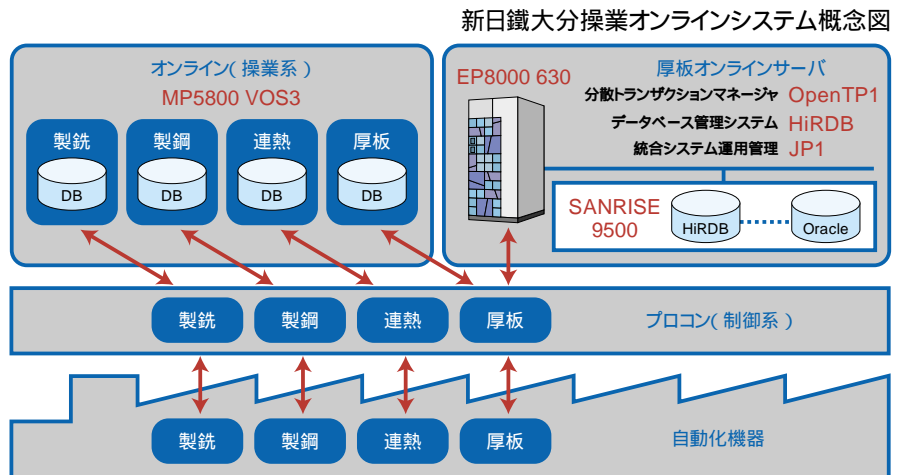 新日鐵大分操業オンラインシステム概念図
オンライン(操業系)
MP5800 VOS3
製銑
製鋼
連熱
厚板
DB
DB
DB
DB
EP8000 630
厚板オンラインサーバ
分散トランザクションマネージャ OpenTP1
データベース管理システム HiRDB
統合システム運用管理 JP1
SANRISE
9500
HiRDB
Oracle
製銑
製鋼
連熱
厚板
プロコン(制御系)
製銑
製鋼
連熱
厚板
自動化機器